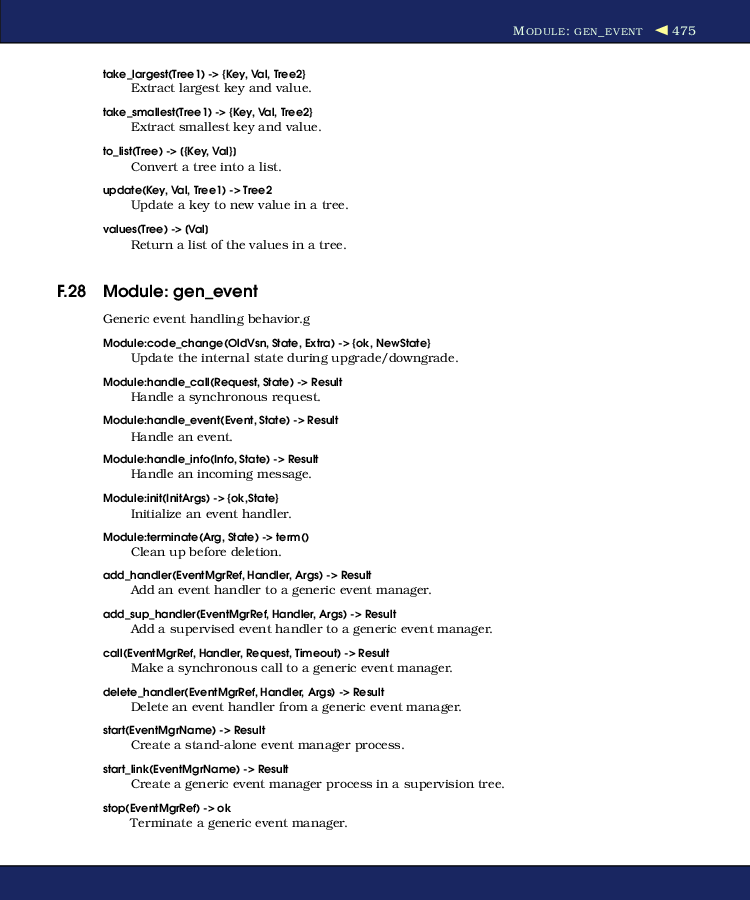 MODULE: GEN_EVENT ◀ 475
take_largest(Tree1) -> {Key, Val, Tree2}
Extract largest key and value.
take_smallest(Tree1) -> {Key, Val, Tree2}
Extract smallest key and value.
to_list(Tree) -> [{Key, Val}]
Convert a tree into a list.
update(Key, Val, Tree1) -> Tree2
Update a key to new value in a tree.
values(Tree) -> [Val]
Return a list of the values in a tree.
F.28 Module: gen_event
Generic event handling behavior.g
Module:code_change(OldVsn, State, Extra) -> {ok, NewState}
Update the internal state during upgrade/downgrade.
Module:handle_call(Request, State) -> Result
Handle a synchronous request.
Module:handle_event(Event, State) -> Result
Handle an event.
Module:handle_info(Info, State) -> Result
Handle an incoming message.
Module:init(InitArgs) -> {ok,State}
Initialize an event handler.
Module:terminate(Arg, State) -> term()
Clean up before deletion.
add_handler(EventMgrRef, Handler, Args) -> Result
Add an event handler to a generic event manager.
add_sup_handler(EventMgrRef, Handler, Args) -> Result
Add a supervised event handler to a generic event manager.
call(EventMgrRef, Handler, Request, Timeout) -> Result
Make a synchronous call to a generic event manager.
delete_handler(EventMgrRef, Handler, Args) -> Result
Delete an event handler from a generic event manager.
start(EventMgrName) -> Result
Create a stand-alone event manager process.
start_link(EventMgrName) -> Result
Create a generic event manager process in a supervision tree.
stop(EventMgrRef) -> ok
Terminate a generic event manager.